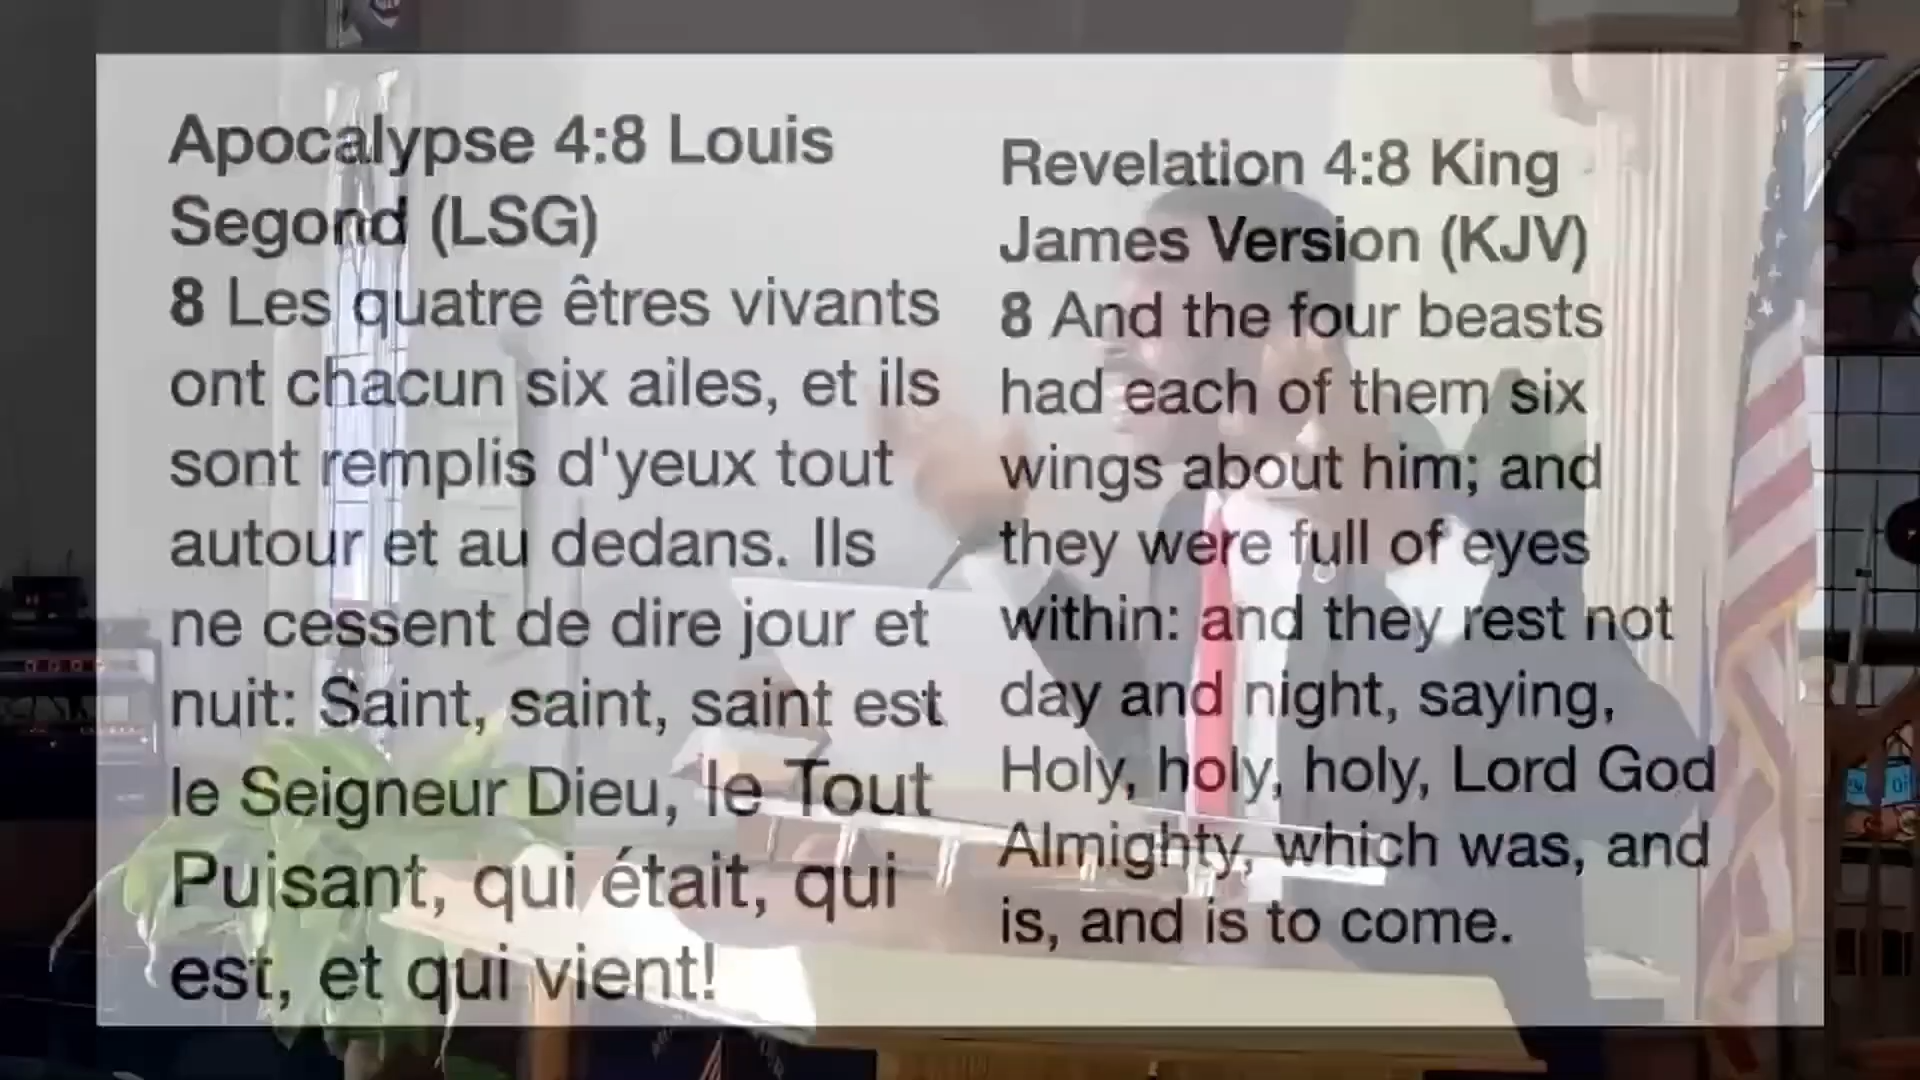 Apocalypse 4:8 Louis
Segond (LSG)
8 Les quatre êtres vivants
ont chacun six ailes, et ils
sont remplis d'yeux tout
autour et au dedans. Ils
ne cessent de dire jour et
nuit: Saint, saint, saint est
le Seigneur Dieu, le Tout
Puisant, qui était, qui
est, et qui vient!
Revelation 4:8 King
James Version (KJV)
8 And the four beasts
had each of them six
wings about him; and
they were full of eyes
within: and they rest not
day and night, saying,
Holy, holy, holy, Lord God
Almighty, which was, and
is, and is to come.